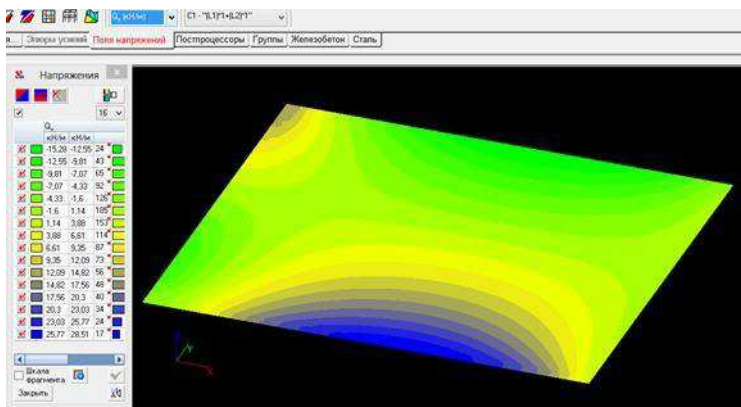 Qx (кН/м) C1 - "(L1)*1+(L2)*1"
я... Эпюры усилий Поля напряжений Постпроцессоры Группы Железобетон Сталь
Напряжения
16
кН/м кН/м
-15,28 -12,55 24
-12,55 -9,81 43
-9,81 -7,07 65
-7,07 -4,33 92
-4,33 -1,6 126
-1,6 1,14 185
1,14 3,88 153
3,88 6,61 114
6,61 9,35 87
9,35 12,09 73
12,09 14,82 56
14,82 17,56 48
17,56 20,3 40
20,3 23,03 34
23,03 25,77 24
25,77 28,51 17
Шкала
фрагмента
Закрыть
Y
X